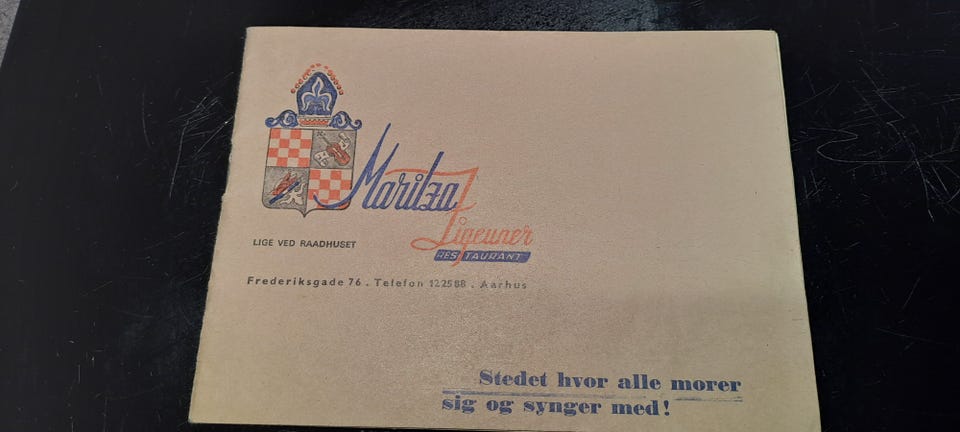 Maritza
Zigeuner
RESTAURANT
LIGE VED RAADHUSET
Frederiksgade 76 . Telefon 122588 . Aarhus
Stedet hvor alle morer
sig og synger med!